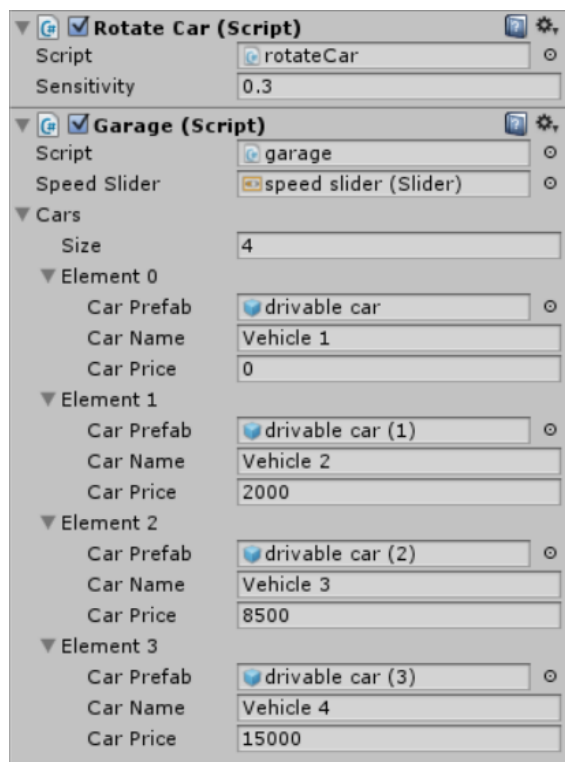 Rotate Car (Script)
Script rotateCar
Sensitivity 0.3
Garage (Script)
Script garage
Speed Slider speed slider (Slider)
Cars
Size 4
Element 0
Car Prefab drivable car
Car Name Vehicle 1
Car Price 0
Element 1
Car Prefab drivable car (1)
Car Name Vehicle 2
Car Price 2000
Element 2
Car Prefab drivable car (2)
Car Name Vehicle 3
Car Price 8500
Element 3
Car Prefab drivable car (3)
Car Name Vehicle 4
Car Price 15000